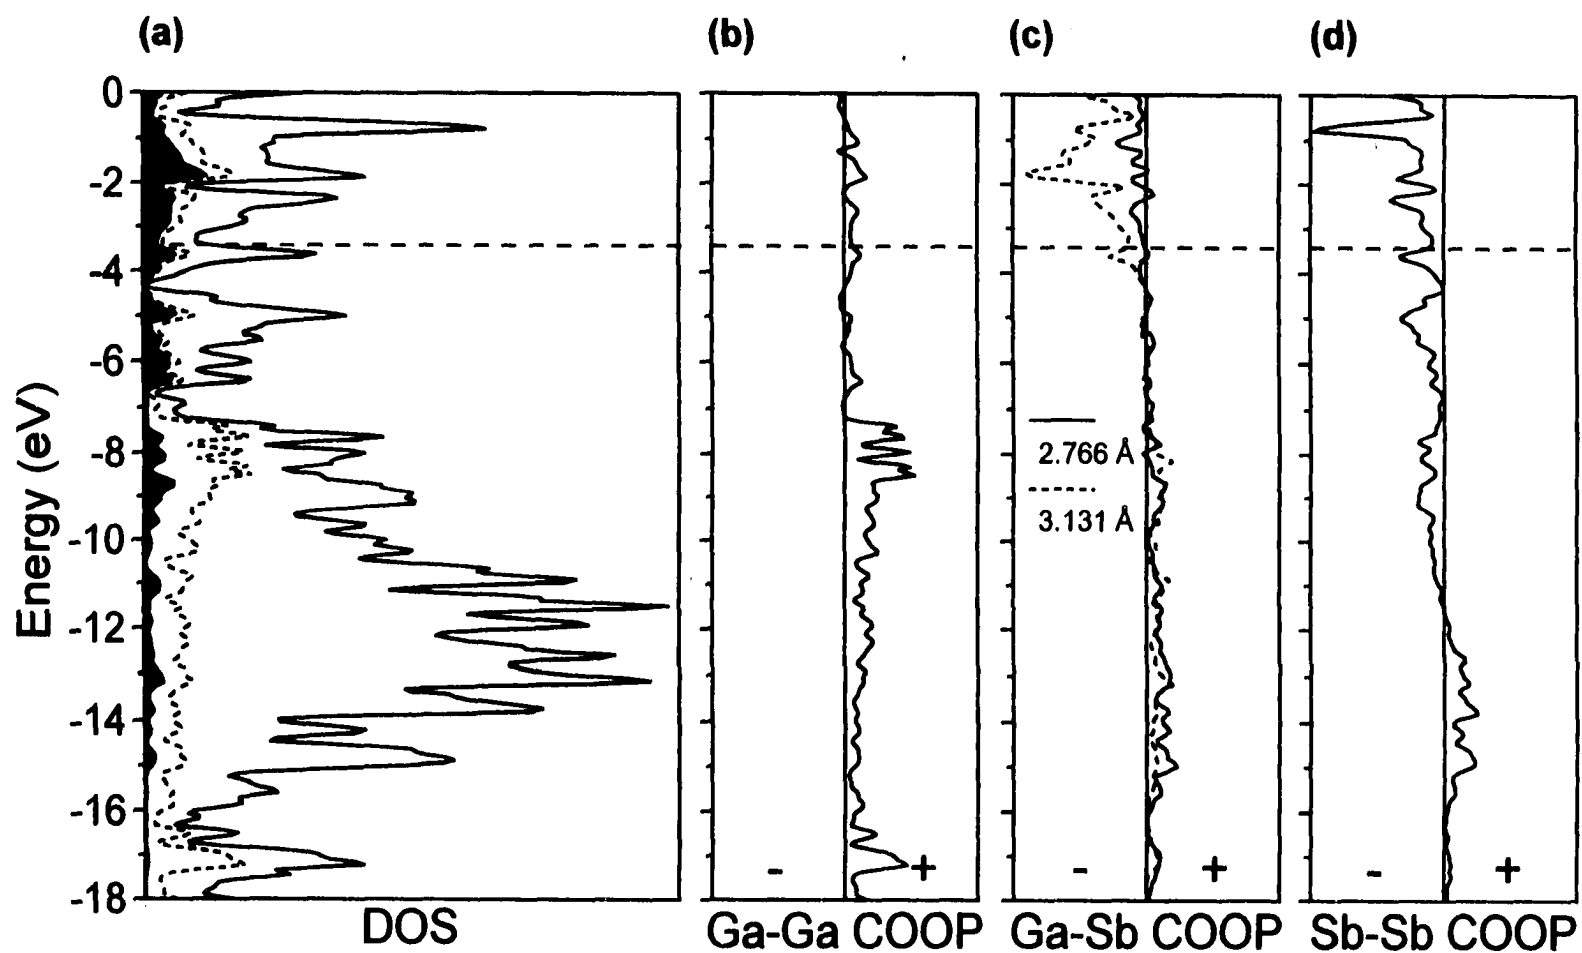 (a) (b) (c) (d)
0
-2
-4
-6
-8
-10
-12
-14
-16
-18
Energy (eV)
2.766 Å
3.131 Å
- + - + - +
DOS Ga-Ga COOP Ga-Sb COOP Sb-Sb COOP